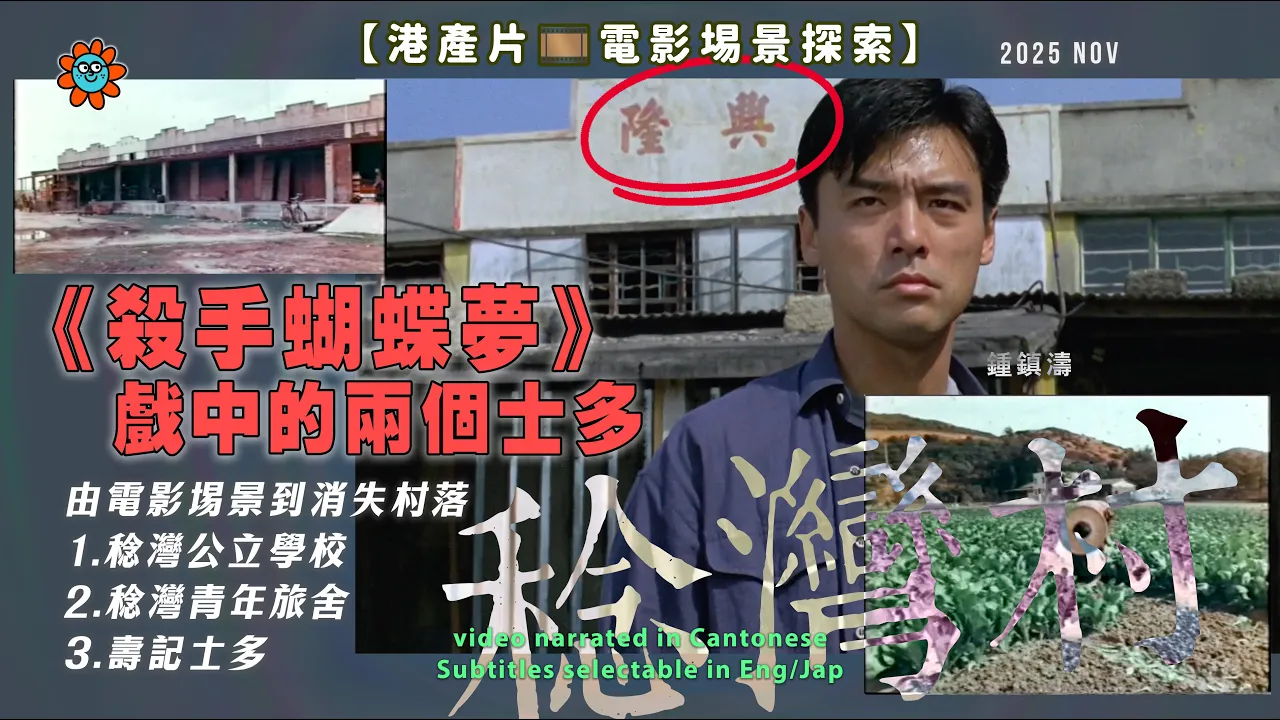 【港產片🎞️電影場景探索】
2025 NOV
隆 興
《殺手蝴蝶夢》
戲中的兩個士多
鍾鎮濤
由電影場景到消失村落
1.稔灣公立學校
2.稔灣青年旅舍
3.壽記士多
稔灣村
video narrated in Cantonese
Subtitles selectable in Eng/Jap